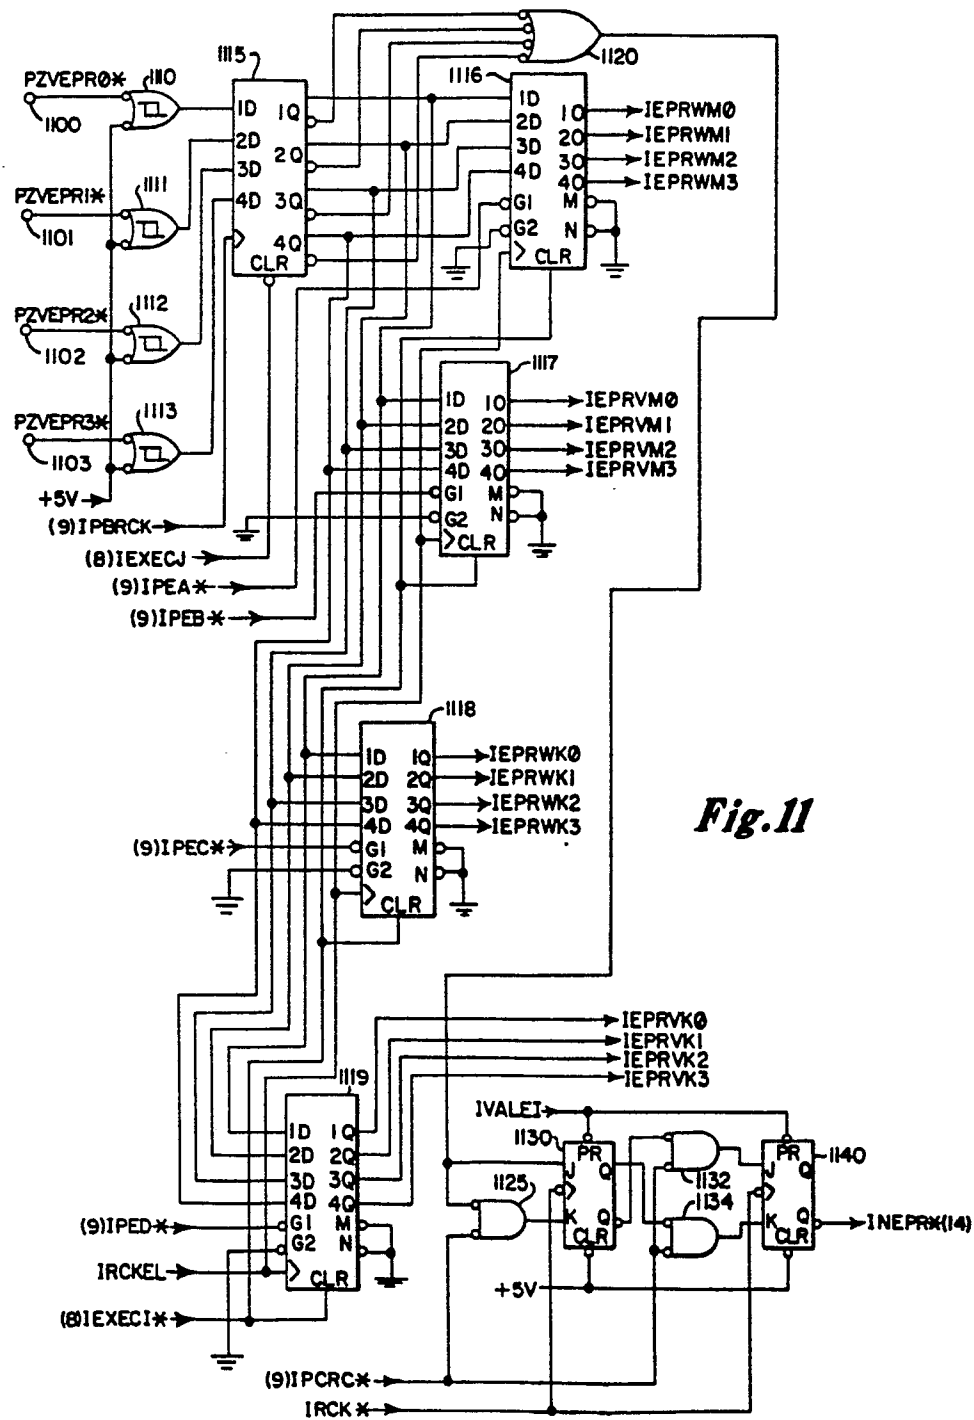 1115
1120
PZVEPR0*
1110
1100
1D
2D
3D
4D
1Q
2Q
3Q
4Q
CLR
1116
1D
2D
3D
4D
G1
G2
CLR
1O
2O
3O
4O
M
N
IEPRWM0
IEPRWM1
IEPRWM2
IEPRWM3
PZVEPR1*
1111
1101
PZVEPR2*
1112
1102
PZVEPR3*
1113
1103
+5V
(9)IPBRCK
(8)IEXECJ
(9)IPEA*
(9)IPEB*
1117
1D
2D
3D
4D
G1
G2
CLR
1O
2O
3O
4O
M
N
IEPRVM0
IEPRVM1
IEPRVM2
IEPRVM3
1118
1D
2D
3D
4D
G1
G2
CLR
1Q
2Q
3Q
4Q
M
N
IEPRWK0
IEPRWK1
IEPRWK2
IEPRWK3
(9)IPEC*
Fig.11
IEPRVK0
IEPRVK1
IEPRVK2
IEPRVK3
1119
1D
2D
3D
4D
G1
G2
CLR
1Q
2Q
3Q
4Q
M
N
(9)IPED*
IRCKEL
(8)IEXECI*
IVALEI
1130
PR
J
Q
K
Q
CLR
1125
1132
1134
1140
PR
J
Q
K
Q
CLR
INEPR*(14)
+5V
(9)IPCRC*
IRCK*